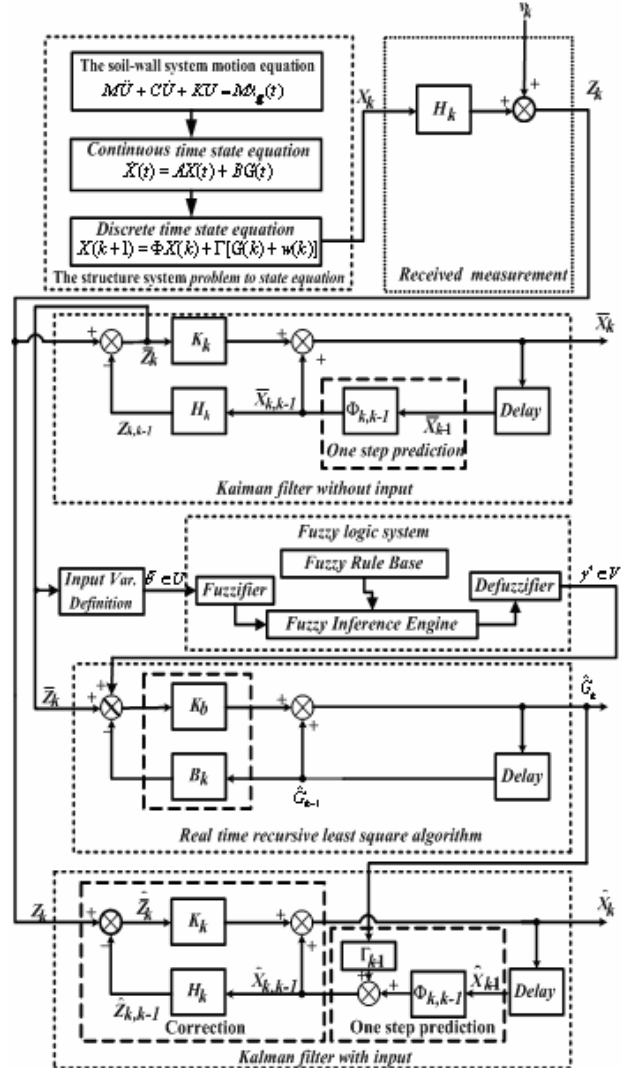 The soil-wall system motion equation
MÜ + CU̇ + KU = Mẍg(t)
Continuous time state equation
Ẋ(t) = AX(t) + BG(t)
Discrete time state equation
X(k+1) = ΦX(k) + Γ[G(k) + w(k)]
The structure system problem to state equation
X_k
H_k
+
+
Z_k
Received measurement
+
−
Z̄_k
K_k
+
+
X̄_k
Z_k,k-1
H_k
X̄_k,k-1
Φ_k,k-1
X̄_k-1
Delay
One step prediction
Kaiman filter without input
Fuzzy logic system
Input Var.
Definition
∈ U
Fuzzifier
Fuzzy Rule Base
Fuzzy Inference Engine
Defuzzifier
y' ∈ V
Z̄_k
+
+
−
K_b
+
+
Ĝ_k
B_k
Ĝ_k-1
Delay
Real time recursive least square algorithm
Z_k
+
−
Ẑ_k
K_k
+
+
X̂_k
Ẑ_k,k-1
H_k
X̂_k,k-1
Γ_k-1
+
+
Φ_k,k-1
X̂_k-1
Delay
Correction
One step prediction
Kalman filter with input